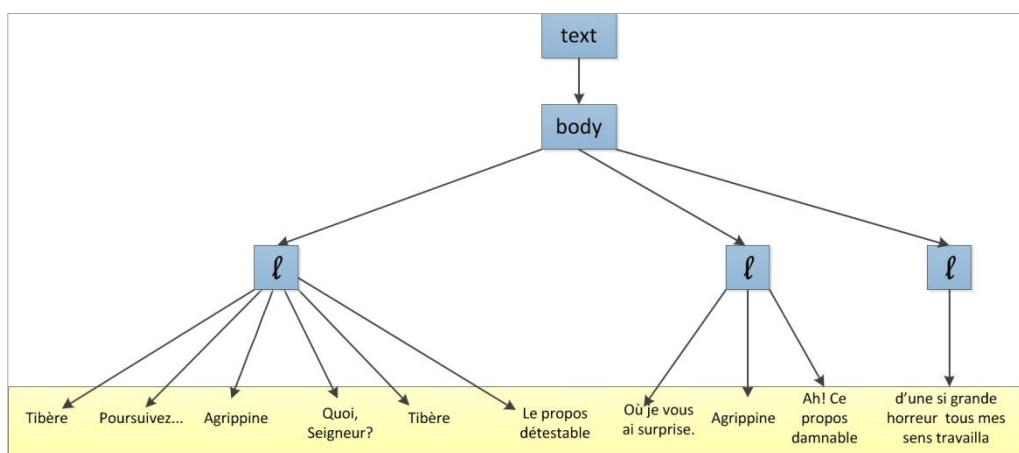 text
body
ℓ
ℓ
ℓ
Tibère
Poursuivez...
Agrippine
Quoi,
Seigneur?
Tibère
Le propos
détestable
Où je vous
ai surprise.
Agrippine
Ah! Ce
propos
damnable
d'une si grande
horreur tous mes
sens travailla